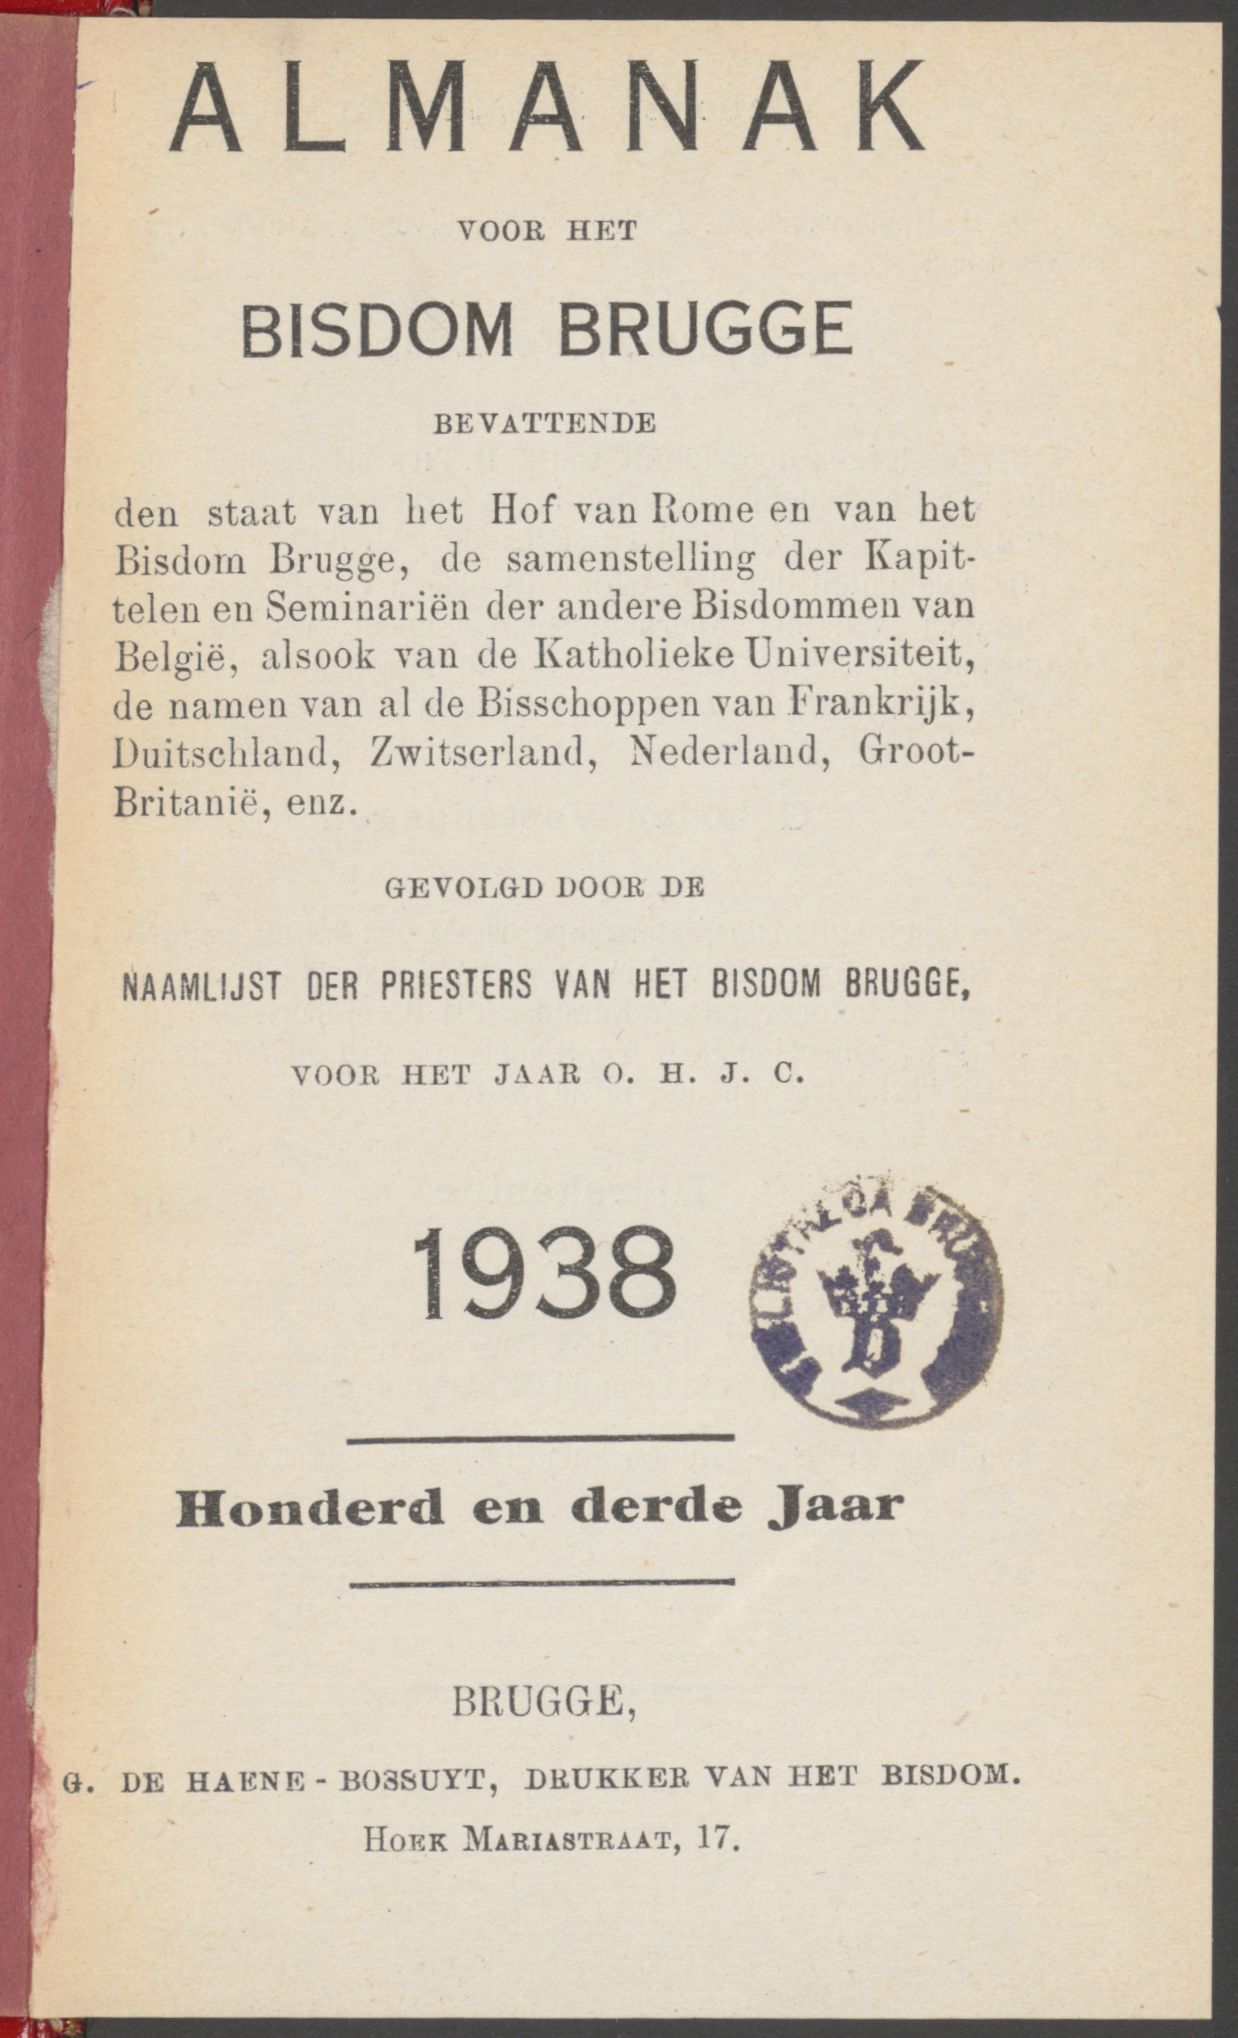 ALMANAK
VOOR HET
BISDOM BRUGGE
BEVATTENDE
den staat van het Hof van Rome en van het
Bisdom Brugge, de samenstelling der Kapit-
telen en Seminariën der andere Bisdommen van
België, alsook van de Katholieke Universiteit,
de namen van al de Bisschoppen van Frankrijk,
Duitschland, Zwitserland, Nederland, Groot-
Britanië, enz.
GEVOLGD DOOR DE
NAAMLIJST DER PRIESTERS VAN HET BISDOM BRUGGE,
VOOR HET JAAR O. H. J. C.
1938
Honderd en derde Jaar
BRUGGE,
G. DE HAENE - BOSSUYT, DRUKKER VAN HET BISDOM.
HOEK MARIASTRAAT, 17.